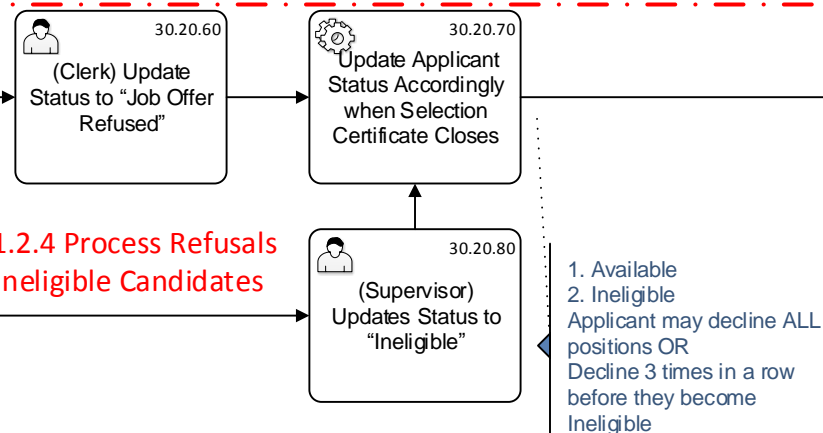 30.20.60
(Clerk) Update
Status to “Job Offer
Refused”
30.20.70
Update Applicant
Status Accordingly
when Selection
Certificate Closes
1.2.4 Process Refusals
neligible Candidates
30.20.80
(Supervisor)
Updates Status to
“Ineligible”
1. Available
2. Ineligible
Applicant may decline ALL
positions OR
Decline 3 times in a row
before they become
Ineligible